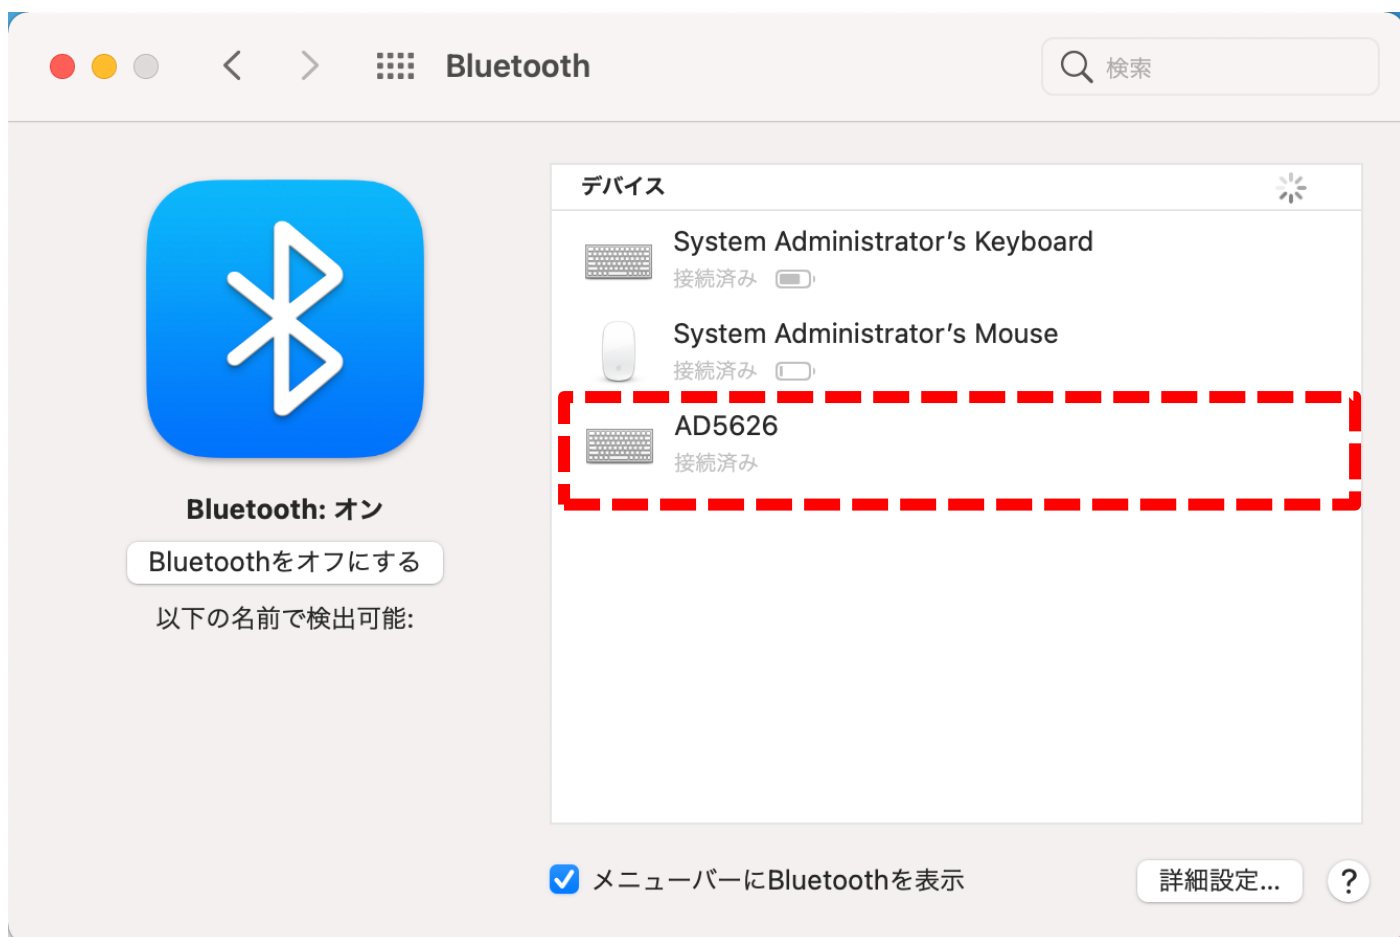 Bluetooth
検索
デバイス
System Administrator's Keyboard
接続済み
System Administrator's Mouse
接続済み
AD5626
接続済み
Bluetooth: オン
Bluetoothをオフにする
以下の名前で検出可能:
メニューバーにBluetoothを表示
詳細設定...
?